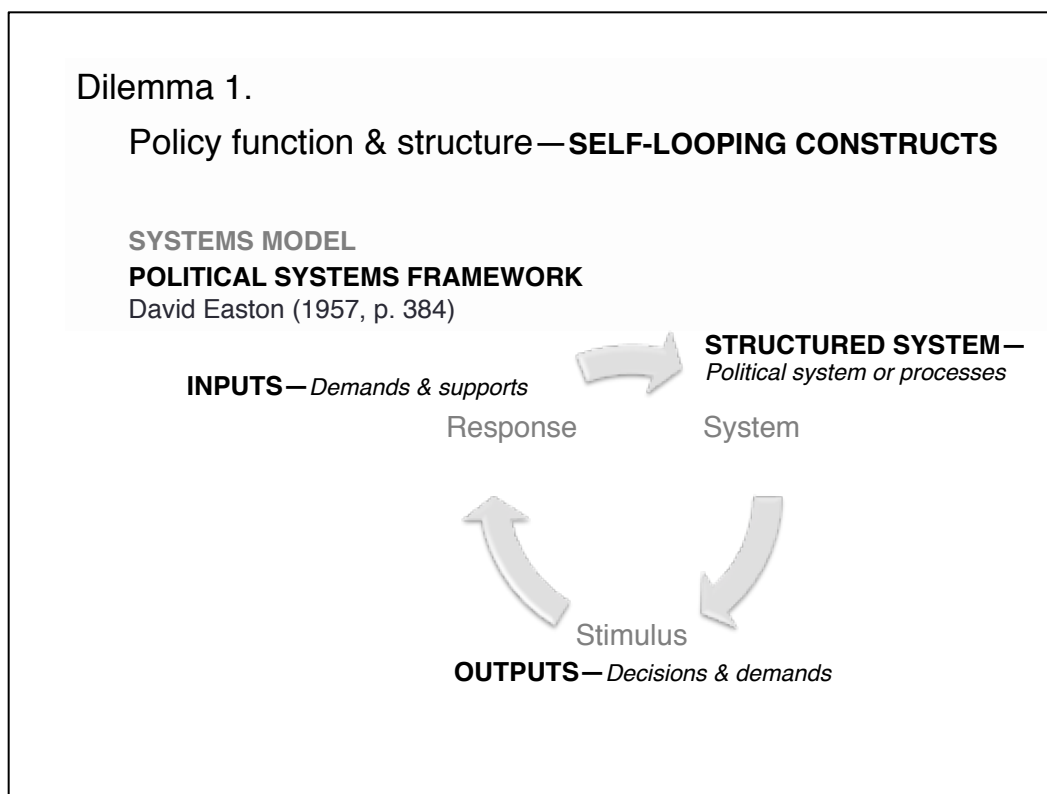 Dilemma 1.
Policy function & structure—SELF-LOOPING CONSTRUCTS
SYSTEMS MODEL
POLITICAL SYSTEMS FRAMEWORK
David Easton (1957, p. 384)
STRUCTURED SYSTEM—
Political system or processes
INPUTS—Demands & supports
Response
System
Stimulus
OUTPUTS—Decisions & demands